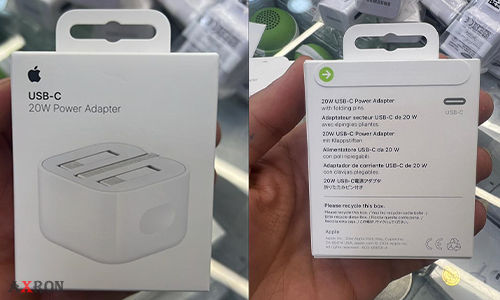 USB-C
20W Power Adapter
AXRON
20W USB-C Power Adapter
with folding pins
Adaptateur secteur USB-C de 20 W
avec épingles pliantes
20W USB-C Power Adapter
mit Klappstiften
Alimentatore USB-C da 20 W
con poli ripiegabili
Adaptador de corriente USB-C de 20 W
con clavijas plegables
20W USB-C電源アダプタ
折りたたみピン付き
USB-C
Please recycle this box.
Apple